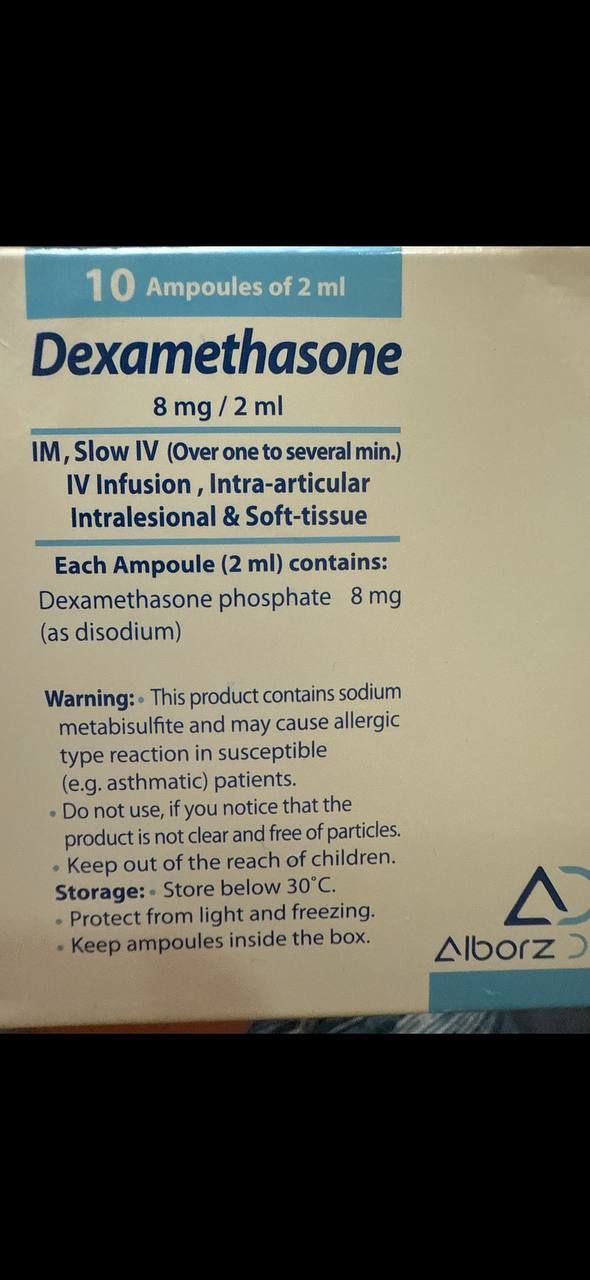 10 Ampoules of 2 ml
Dexamethasone
8 mg / 2 ml
IM, Slow IV (Over one to several min.)
IV Infusion , Intra-articular
Intralesional & Soft-tissue
Each Ampoule (2 ml) contains:
Dexamethasone phosphate 8 mg
(as disodium)
Warning: • This product contains sodium
metabisulfite and may cause allergic
type reaction in susceptible
(e.g. asthmatic) patients.
• Do not use, if you notice that the
product is not clear and free of particles.
• Keep out of the reach of children.
Storage: • Store below 30°C.
• Protect from light and freezing.
• Keep ampoules inside the box.
Alborz